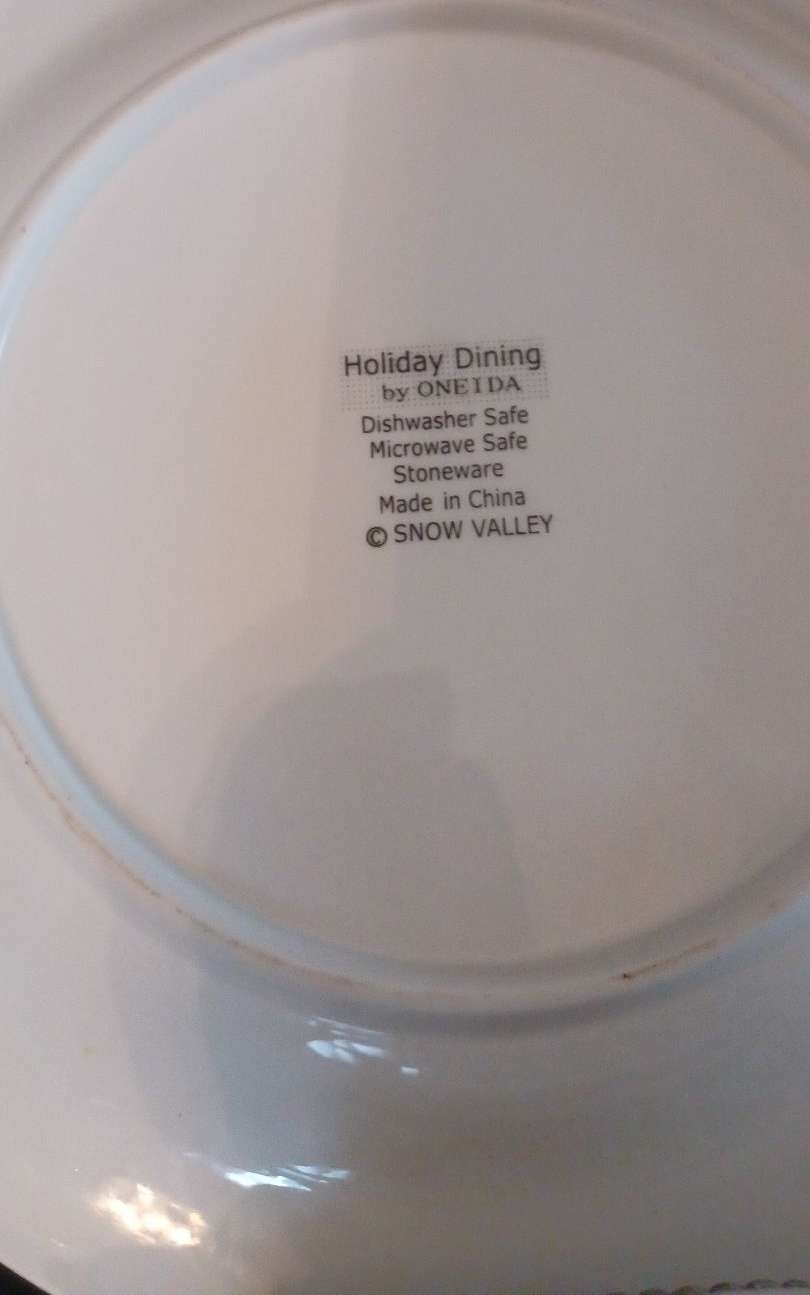 Holiday Dining
by ONEIDA
Dishwasher Safe
Microwave Safe
Stoneware
Made in China
© SNOW VALLEY